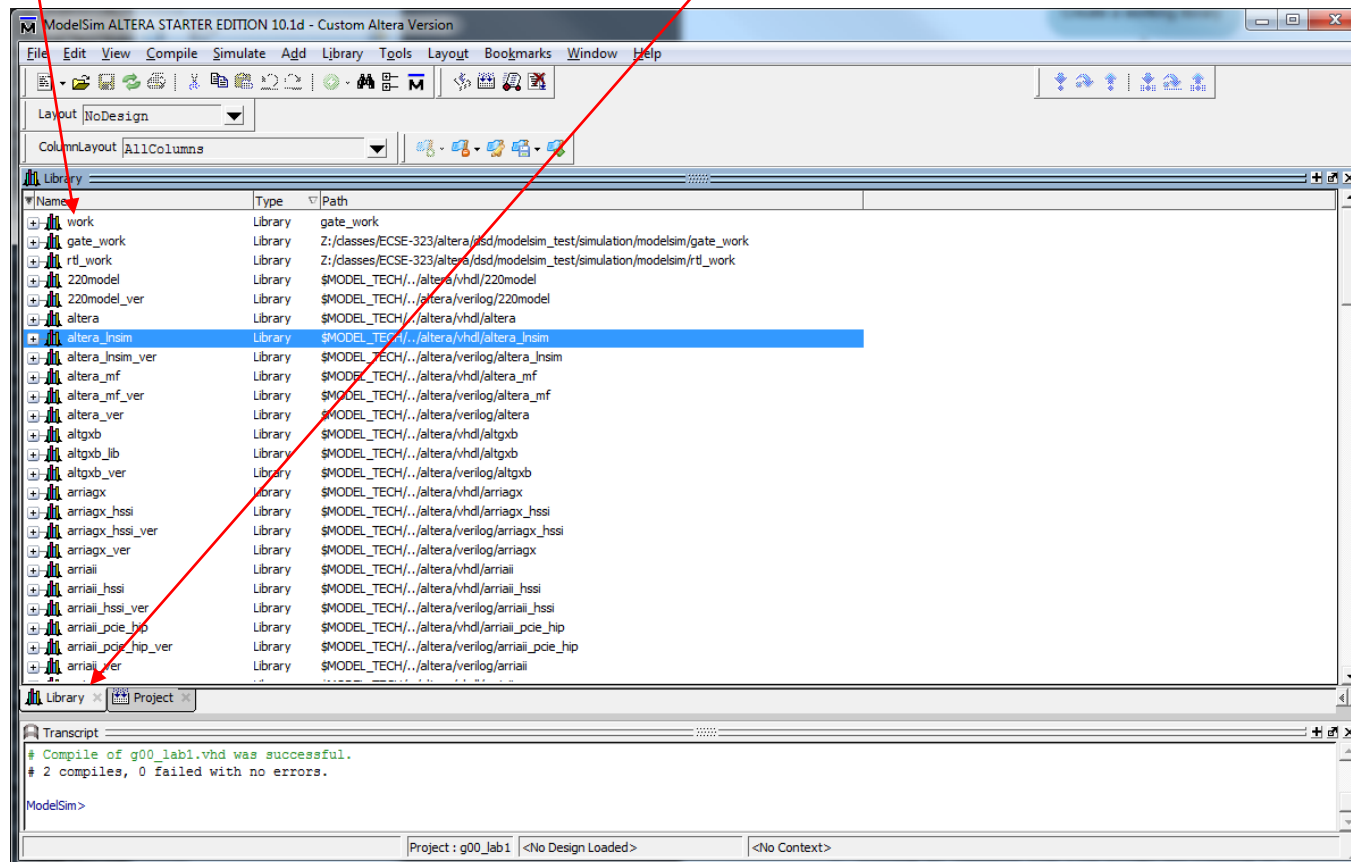 ModelSim ALTERA STARTER EDITION 10.1d - Custom Altera Version
File Edit View Compile Simulate Add Library Tools Layout Bookmarks Window Help
Layout NoDesign
ColumnLayout AllColumns
Library
Name Type Path
work Library gate_work
gate_work Library Z:/classes/ECSE-323/altera/dsd/modelsim_test/simulation/modelsim/gate_work
rtl_work Library Z:/classes/ECSE-323/altera/dsd/modelsim_test/simulation/modelsim/rtl_work
220model Library $MODEL_TECH/../altera/vhdl/220model
220model_ver Library $MODEL_TECH/../altera/verilog/220model
altera Library $MODEL_TECH/../altera/vhdl/altera
altera_lnsim Library $MODEL_TECH/../altera/vhdl/altera_lnsim
altera_lnsim_ver Library $MODEL_TECH/../altera/verilog/altera_lnsim
altera_mf Library $MODEL_TECH/../altera/vhdl/altera_mf
altera_mf_ver Library $MODEL_TECH/../altera/verilog/altera_mf
altera_ver Library $MODEL_TECH/../altera/verilog/altera
altgxb Library $MODEL_TECH/../altera/vhdl/altgxb
altgxb_lib Library $MODEL_TECH/../altera/vhdl/altgxb
altgxb_ver Library $MODEL_TECH/../altera/verilog/altgxb
arriagx Library $MODEL_TECH/../altera/vhdl/arriagx
arriagx_hssi Library $MODEL_TECH/../altera/vhdl/arriagx_hssi
arriagx_hssi_ver Library $MODEL_TECH/../altera/verilog/arriagx_hssi
arriagx_ver Library $MODEL_TECH/../altera/verilog/arriagx
arriaii Library $MODEL_TECH/../altera/vhdl/arriaii
arriaii_hssi Library $MODEL_TECH/../altera/vhdl/arriaii_hssi
arriaii_hssi_ver Library $MODEL_TECH/../altera/verilog/arriaii_hssi
arriaii_pcie_hip Library $MODEL_TECH/../altera/vhdl/arriaii_pcie_hip
arriaii_pcie_hip_ver Library $MODEL_TECH/../altera/verilog/arriaii_pcie_hip
arriaii_ver Library $MODEL_TECH/../altera/verilog/arriaii
Library Project
Transcript
# Compile of g00_lab1.vhd was successful.
# 2 compiles, 0 failed with no errors.
ModelSim>
Project : g00_lab1 <No Design Loaded> <No Context>